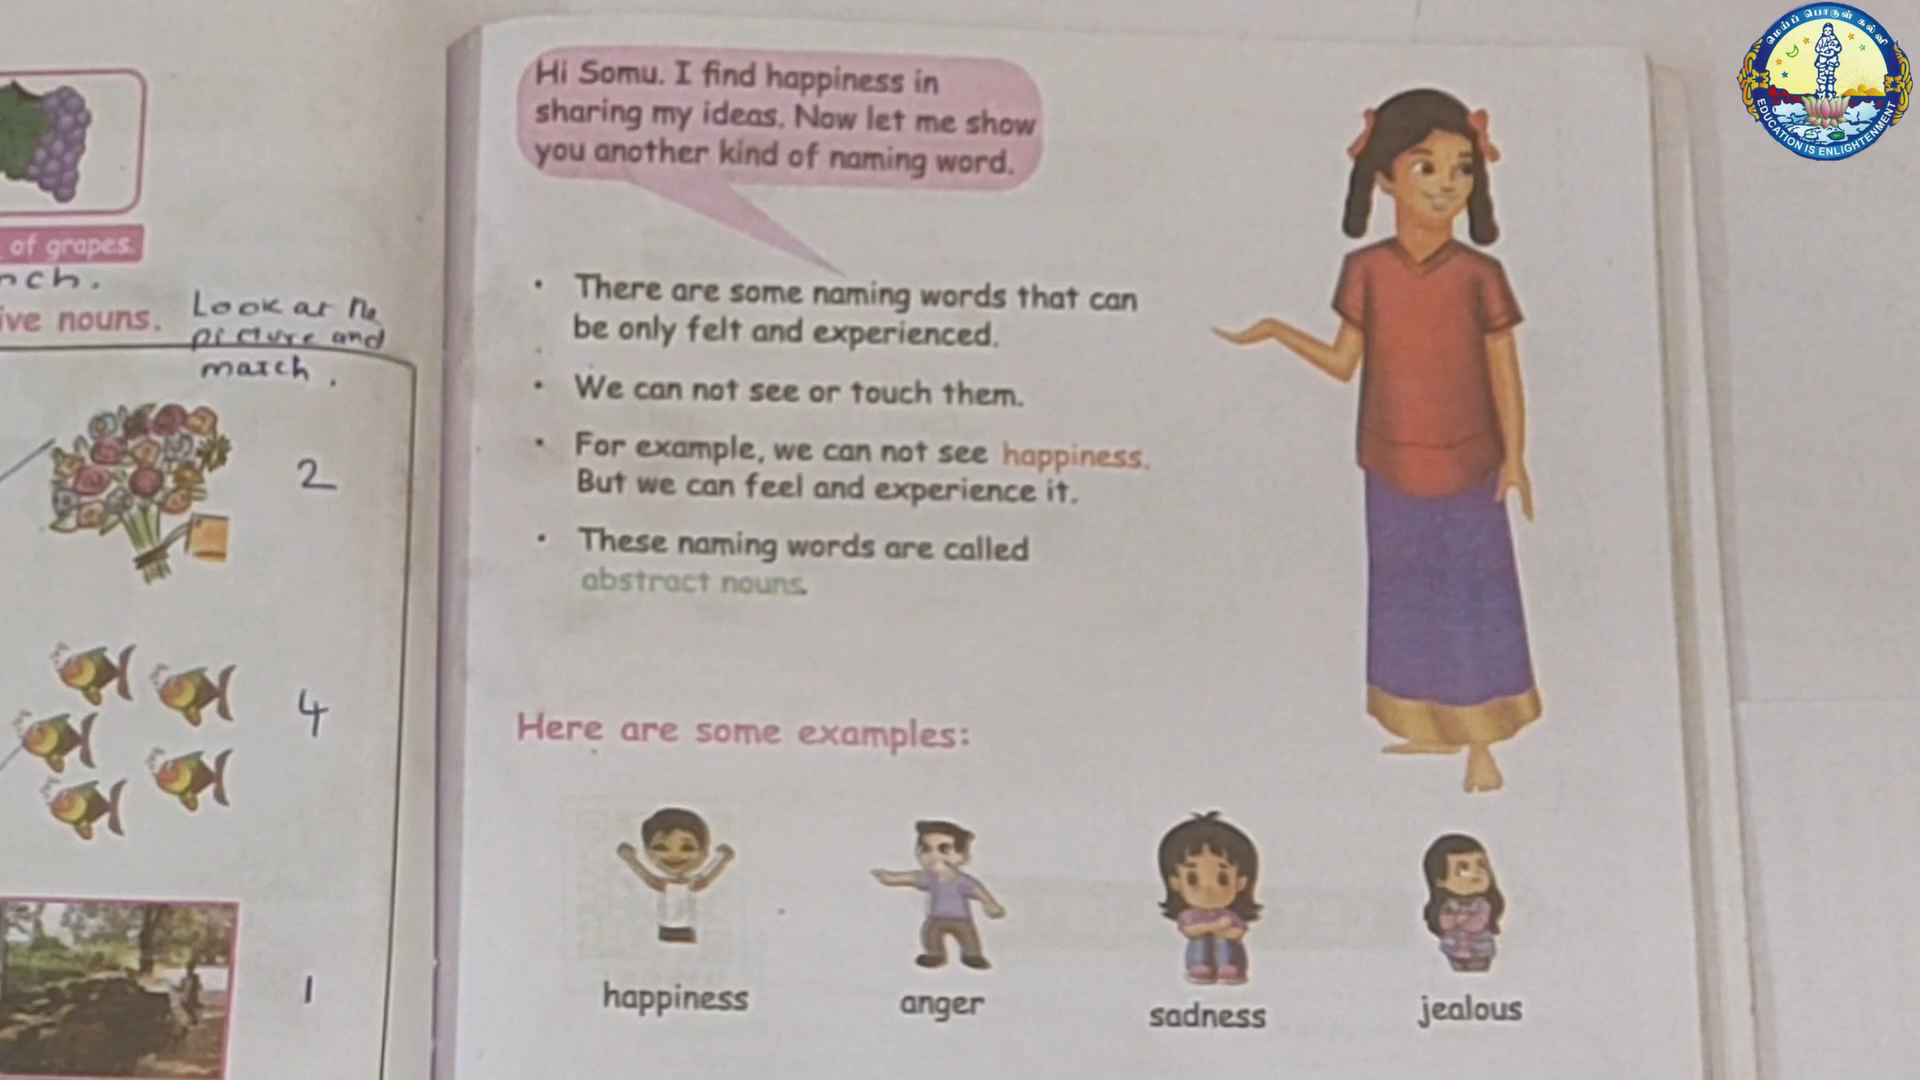 of grapes.
nch.
ive nouns.
Look at the
picture and
match.
2
4
1
Hi Somu. I find happiness in
sharing my ideas. Now let me show
you another kind of naming word.
• There are some naming words that can
be only felt and experienced.
• We can not see or touch them.
• For example, we can not see happiness.
But we can feel and experience it.
• These naming words are called
abstract nouns.
Here are some examples:
happiness
anger
sadness
jealous
மெய்ப் பொருள் கல்வி
EDUCATION IS ENLIGHTENMENT